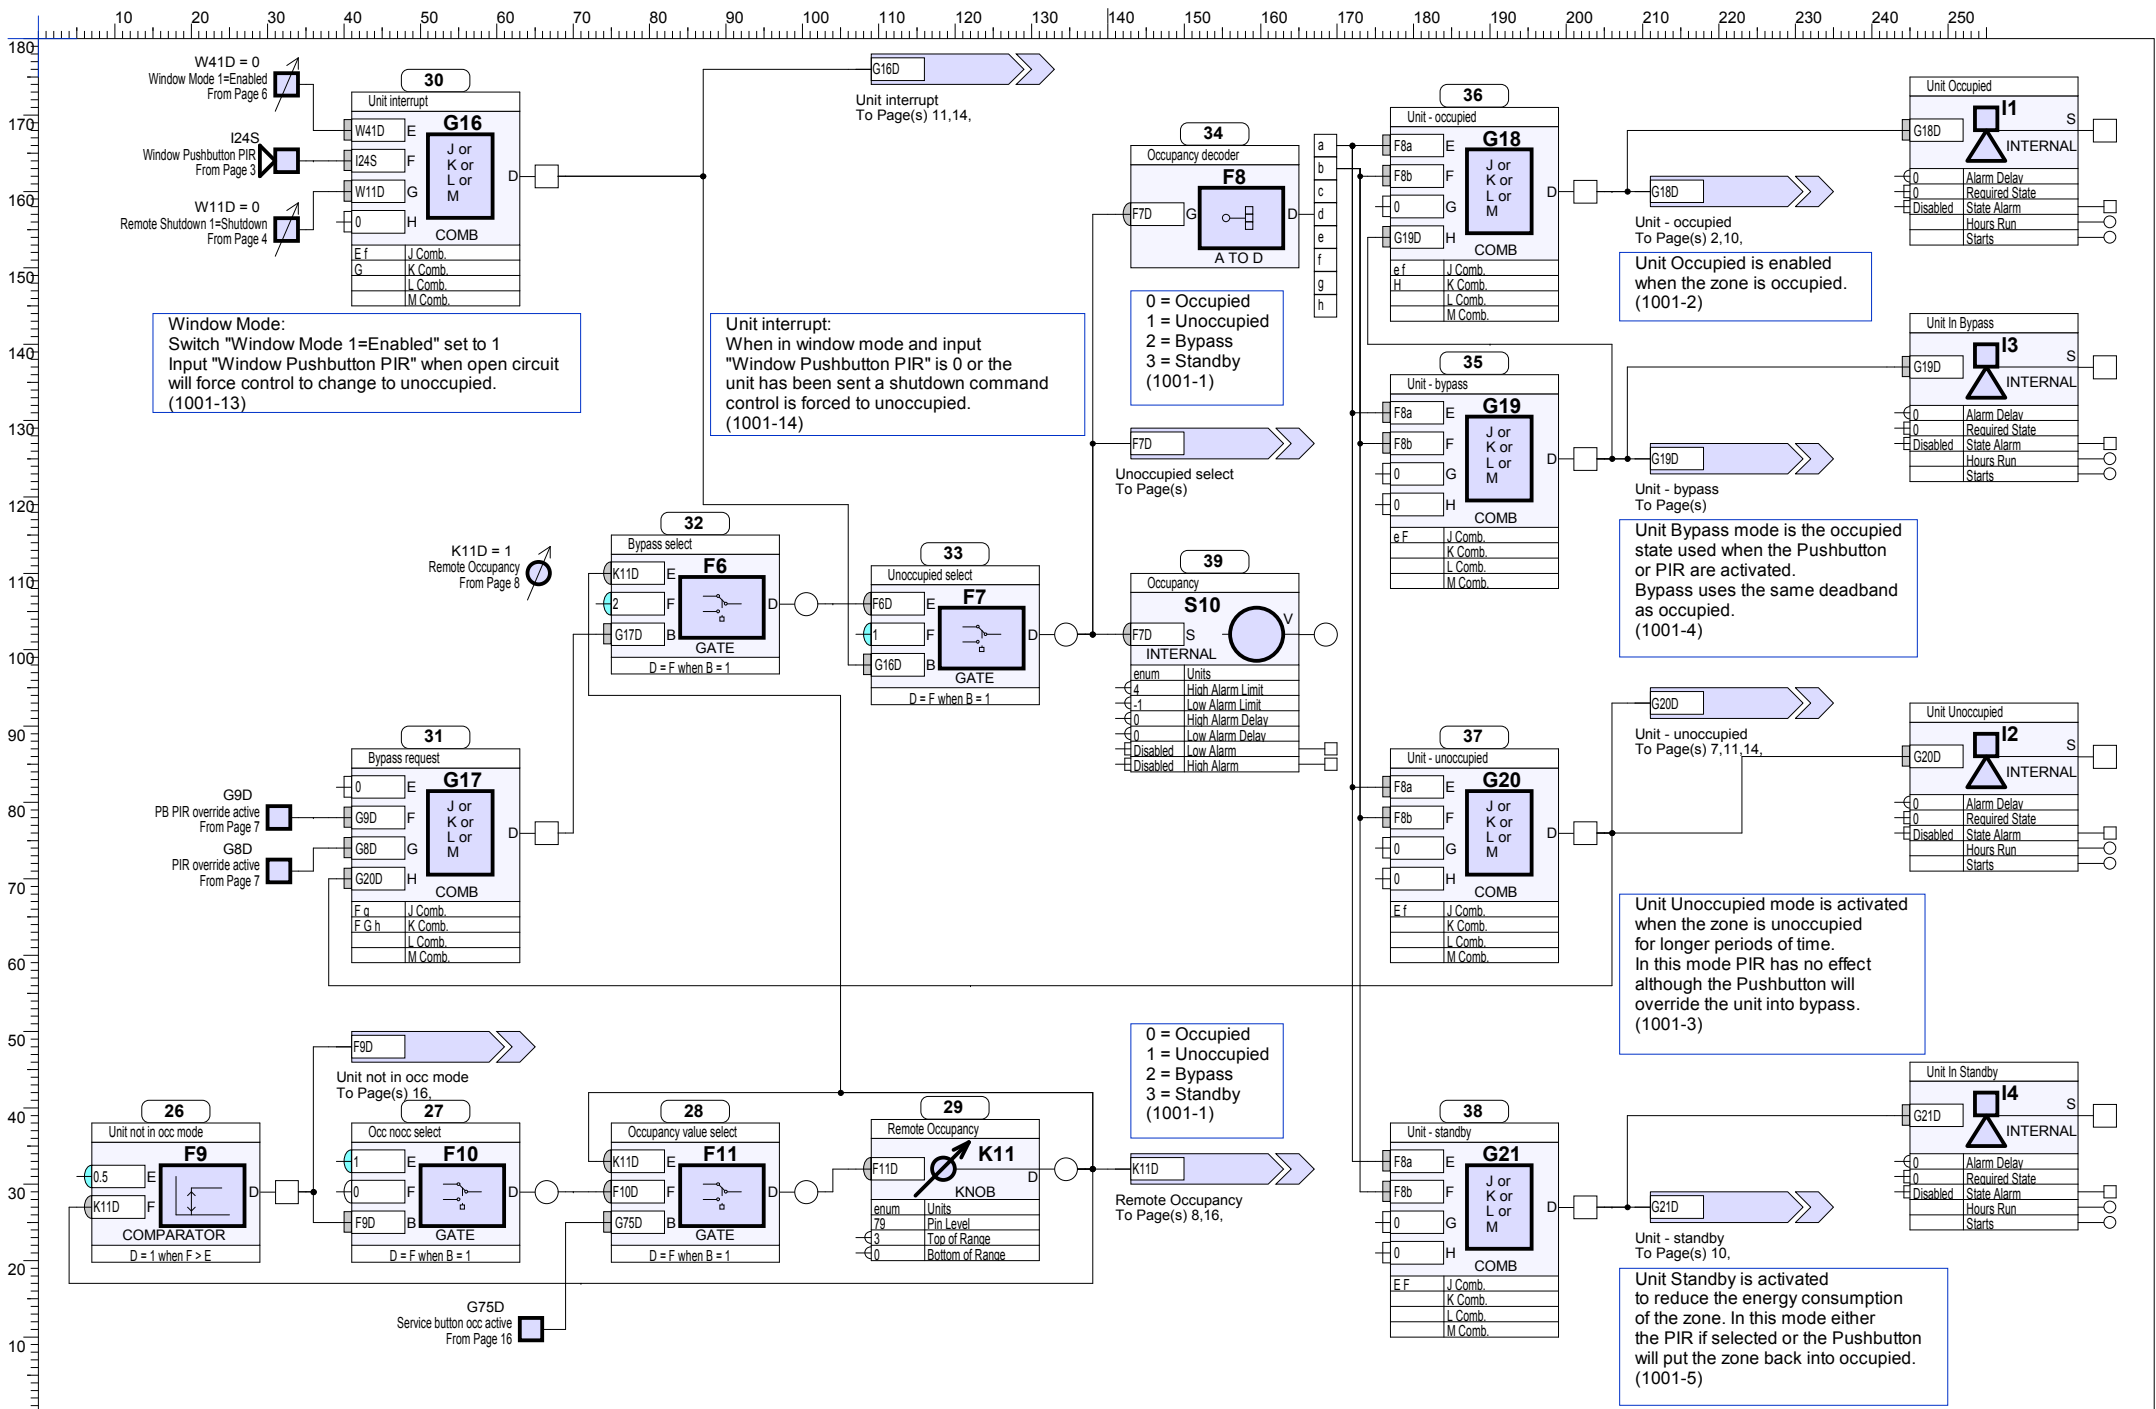 10 20 30 40 50 60 70 80 90 100 110 120 130 140 150 160 170 180 190 200 210 220 230 240 250
180
170
160
150
140
130
120
110
100
90
80
70
60
50
40
30
20
10
W41D = 0
Window Mode 1=Enabled
From Page 6
I24S
Window Pushbutton PIR
From Page 3
W11D = 0
Remote Shutdown 1=Shutdown
From Page 4
30
Unit interrupt
G16
W41D E
I24S F
W11D G
0 H
J or
K or
L or
M
D
COMB
E f J Comb.
G K Comb.
L Comb.
M Comb.
G16D
Unit interrupt
To Page(s) 11,14,
Window Mode:
Switch "Window Mode 1=Enabled" set to 1
Input "Window Pushbutton PIR" when open circuit
will force control to change to unoccupied.
(1001-13)
Unit interrupt:
When in window mode and input
"Window Pushbutton PIR" is 0 or the
unit has been sent a shutdown command
control is forced to unoccupied.
(1001-14)
34
Occupancy decoder
F8
F7D G
D
A TO D
a
b
c
d
e
f
g
h
0 = Occupied
1 = Unoccupied
2 = Bypass
3 = Standby
(1001-1)
F7D
Unoccupied select
To Page(s)
36
Unit - occupied
G18
F8a E
F8b F
0 G
G19D H
J or
K or
L or
M
D
COMB
e f J Comb.
H K Comb.
L Comb.
M Comb.
G18D
Unit - occupied
To Page(s) 2,10,
Unit Occupied is enabled
when the zone is occupied.
(1001-2)
Unit Occupied
I1
G18D
S
INTERNAL
0 Alarm Delay
0 Required State
Disabled State Alarm
Hours Run
Starts
35
Unit - bypass
G19
F8a E
F8b F
0 G
0 H
J or
K or
L or
M
D
COMB
e F J Comb.
K Comb.
L Comb.
M Comb.
G19D
Unit - bypass
To Page(s)
Unit Bypass mode is the occupied
state used when the Pushbutton
or PIR are activated.
Bypass uses the same deadband
as occupied.
(1001-4)
Unit In Bypass
I3
G19D
S
INTERNAL
0 Alarm Delay
0 Required State
Disabled State Alarm
Hours Run
Starts
K11D = 1
Remote Occupancy
From Page 8
32
Bypass select
F6
K11D E
2 F
G17D B
D
GATE
D = F when B = 1
33
Unoccupied select
F7
F6D E
1 F
G16D B
D
GATE
D = F when B = 1
39
Occupancy
S10
F7D S
V
INTERNAL
enum Units
4 High Alarm Limit
-1 Low Alarm Limit
0 High Alarm Delay
0 Low Alarm Delay
Disabled Low Alarm
Disabled High Alarm
G9D
PB PIR override active
From Page 7
G8D
PIR override active
From Page 7
31
Bypass request
G17
0 E
G9D F
G8D G
G20D H
J or
K or
L or
M
D
COMB
F g J Comb.
F G h K Comb.
L Comb.
M Comb.
37
Unit - unoccupied
G20
F8a E
F8b F
0 G
0 H
J or
K or
L or
M
D
COMB
E f J Comb.
K Comb.
L Comb.
M Comb.
G20D
Unit - unoccupied
To Page(s) 7,11,14,
Unit Unoccupied
I2
G20D
S
INTERNAL
0 Alarm Delay
0 Required State
Disabled State Alarm
Hours Run
Starts
Unit Unoccupied mode is activated
when the zone is unoccupied
for longer periods of time.
In this mode PIR has no effect
although the Pushbutton will
override the unit into bypass.
(1001-3)
F9D
Unit not in occ mode
To Page(s) 16,
26
Unit not in occ mode
F9
0.5 E
K11D F
D
COMPARATOR
D = 1 when F > E
27
Occ nocc select
F10
1 E
0 F
F9D B
D
GATE
D = F when B = 1
28
Occupancy value select
F11
K11D E
F10D F
G75D B
D
GATE
D = F when B = 1
G75D
Service button occ active
From Page 16
29
Remote Occupancy
K11
F11D
D
KNOB
enum Units
79 Pin Level
3 Top of Range
0 Bottom of Range
0 = Occupied
1 = Unoccupied
2 = Bypass
3 = Standby
(1001-1)
K11D
Remote Occupancy
To Page(s) 8,16,
38
Unit - standby
G21
F8a E
F8b F
0 G
0 H
J or
K or
L or
M
D
COMB
E F J Comb.
K Comb.
L Comb.
M Comb.
G21D
Unit - standby
To Page(s) 10,
Unit Standby is activated
to reduce the energy consumption
of the zone. In this mode either
the PIR if selected or the Pushbutton
will put the zone back into occupied.
(1001-5)
Unit In Standby
I4
G21D
S
INTERNAL
0 Alarm Delay
0 Required State
Disabled State Alarm
Hours Run
Starts